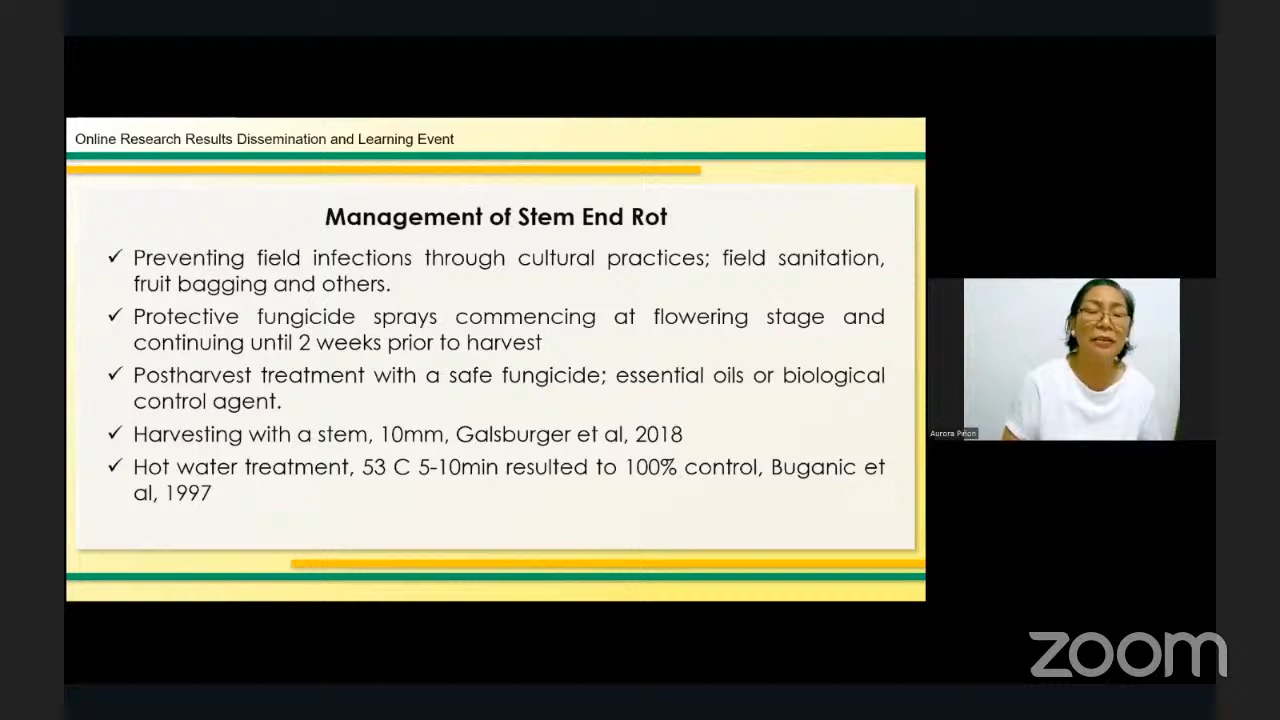 Online Research Results Dissemination and Learning Event
Management of Stem End Rot
✓ Preventing field infections through cultural practices; field sanitation,
fruit bagging and others.
✓ Protective fungicide sprays commencing at flowering stage and
continuing until 2 weeks prior to harvest
✓ Postharvest treatment with a safe fungicide; essential oils or biological
control agent.
✓ Harvesting with a stem, 10mm, Galsburger et al, 2018
✓ Hot water treatment, 53 C 5-10min resulted to 100% control, Buganic et
al, 1997
Aurora Piñon
zoom